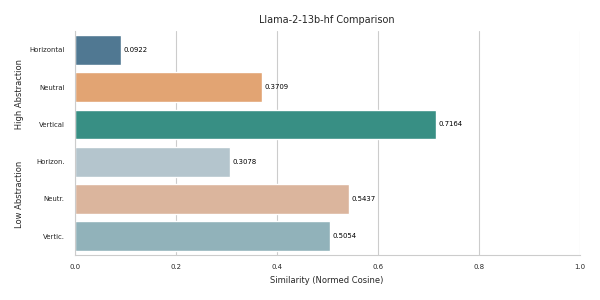 Llama-2-13b-hf Comparison
High Abstraction
Horizontal 0.0922
Neutral 0.3709
Vertical 0.7164
Low Abstraction
Horizon. 0.3078
Neutr. 0.5437
Vertic. 0.5054
0.0 0.2 0.4 0.6 0.8 1.0
Similarity (Normed Cosine)